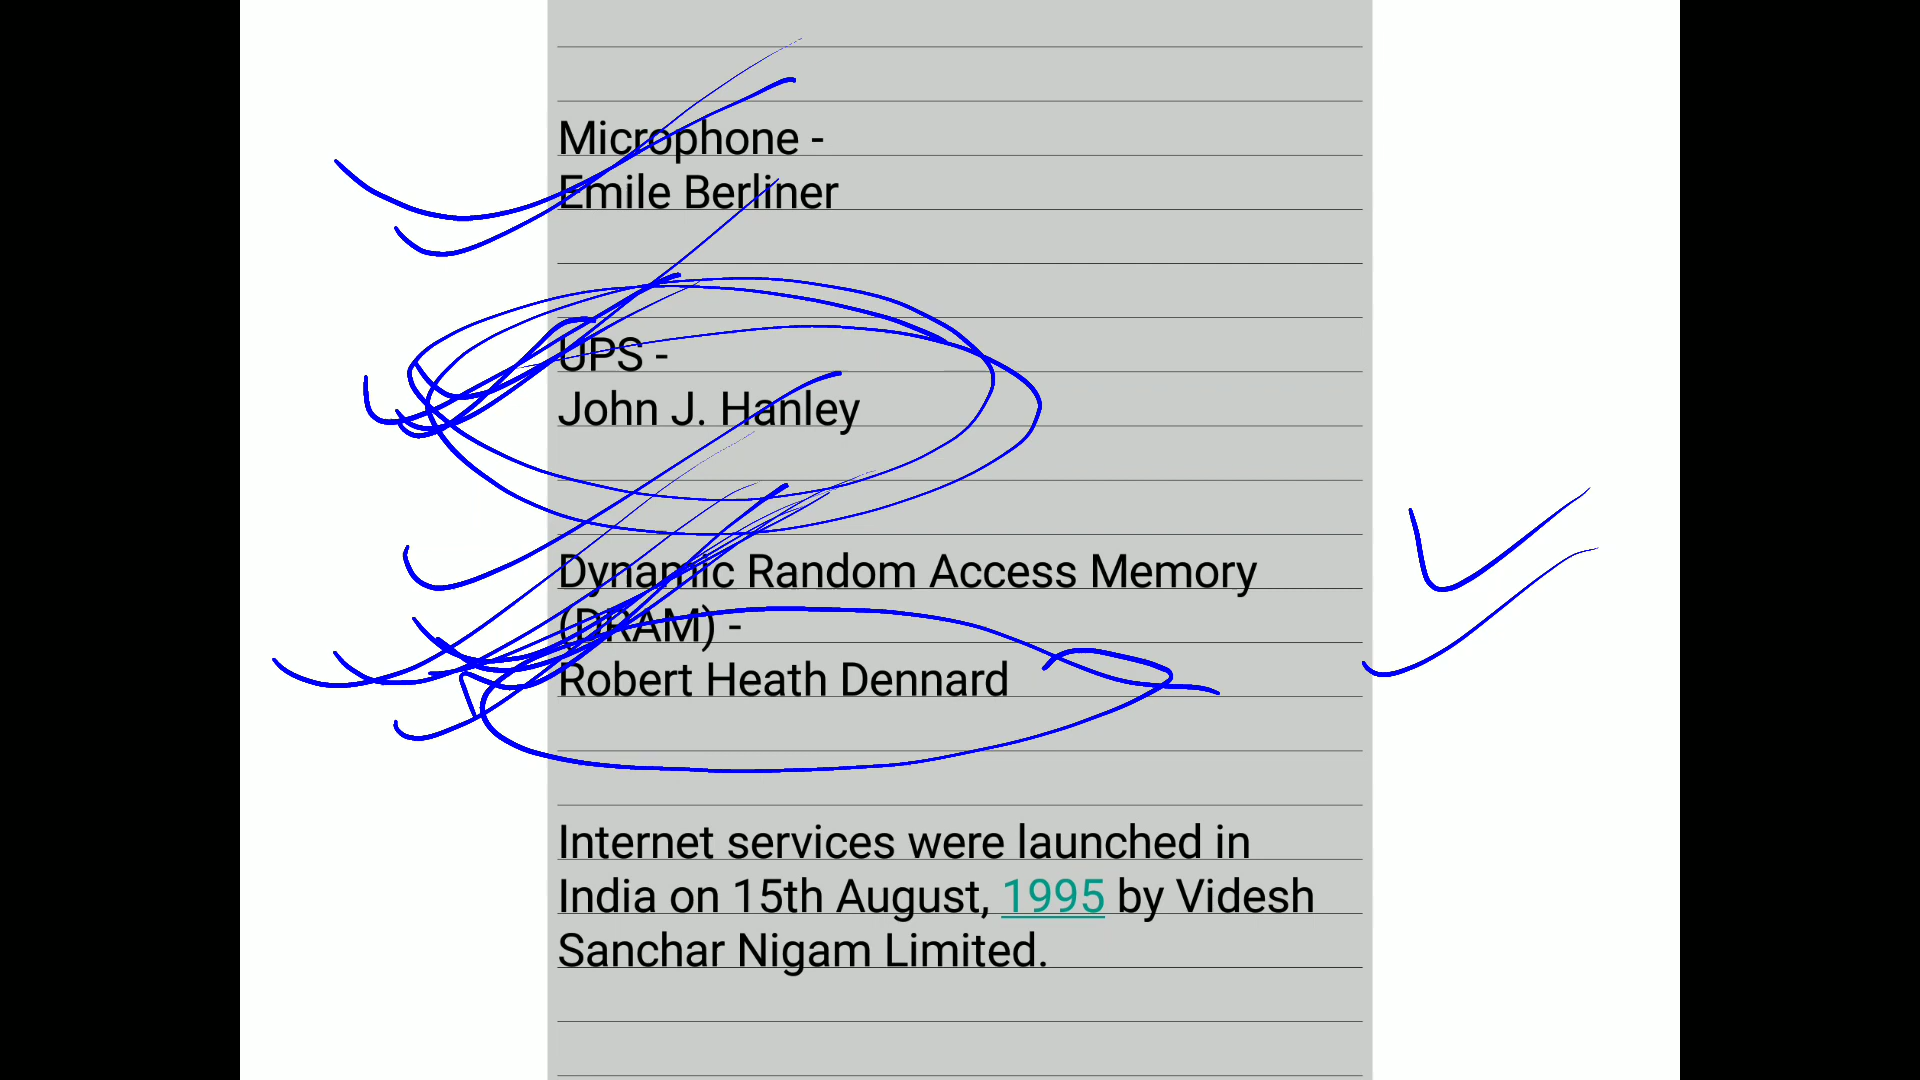 Microphone -
Emile Berliner
UPS -
John J. Hanley
Dynamic Random Access Memory
(DRAM) -
Robert Heath Dennard
Internet services were launched in
India on 15th August, 1995 by Videsh
Sanchar Nigam Limited.